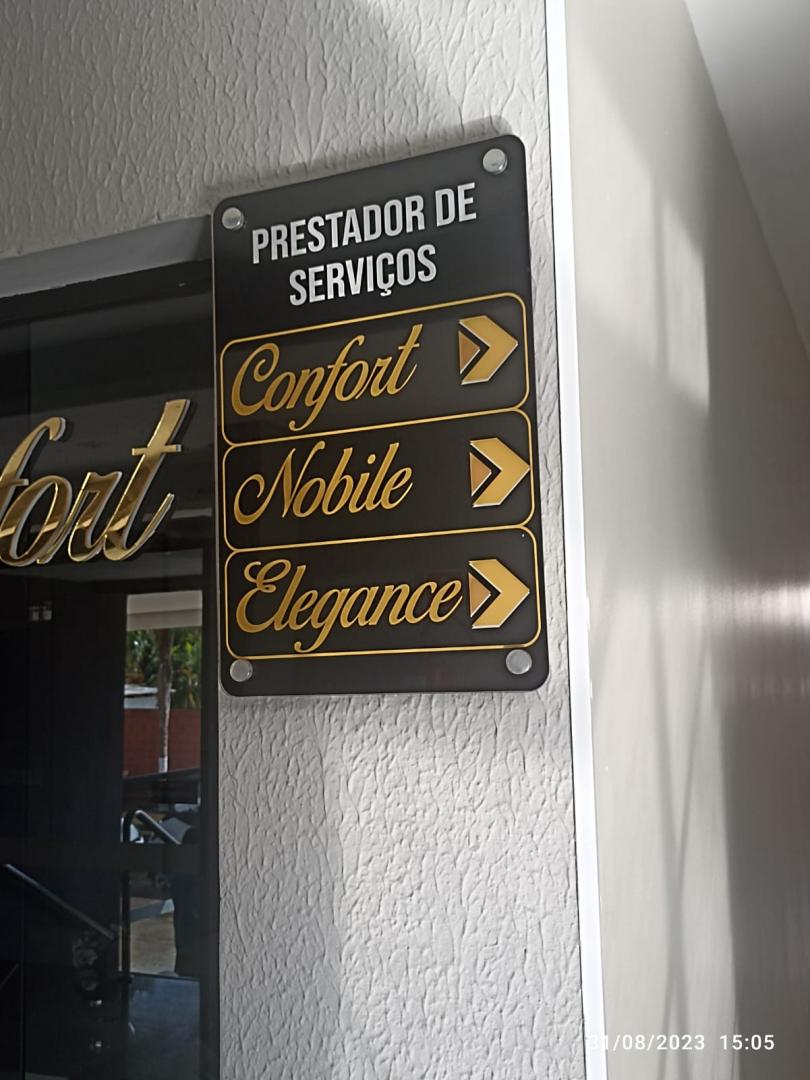 PRESTADOR DE
SERVIÇOS
Confort
Nobile
Elegance
fort
31/08/2023 15:05